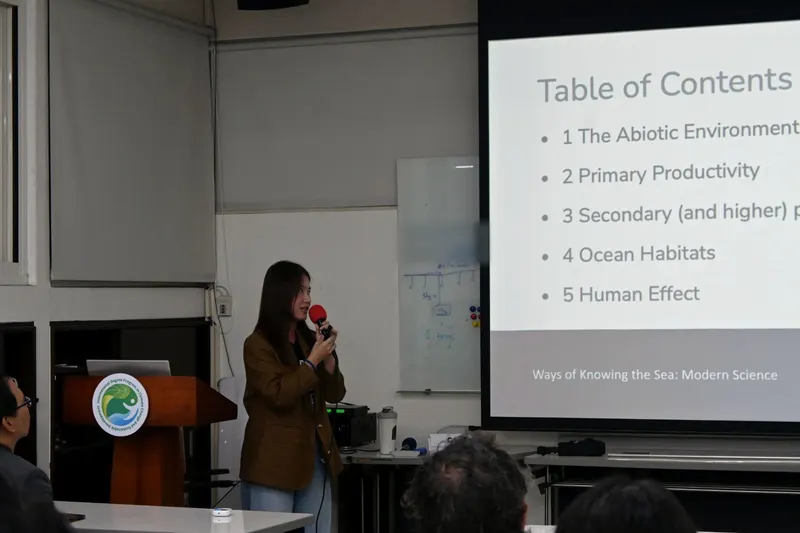 Table of Contents
• 1 The Abiotic Environment
• 2 Primary Productivity
• 3 Secondary (and higher) p
• 4 Ocean Habitats
• 5 Human Effect
Ways of Knowing the Sea: Modern Science